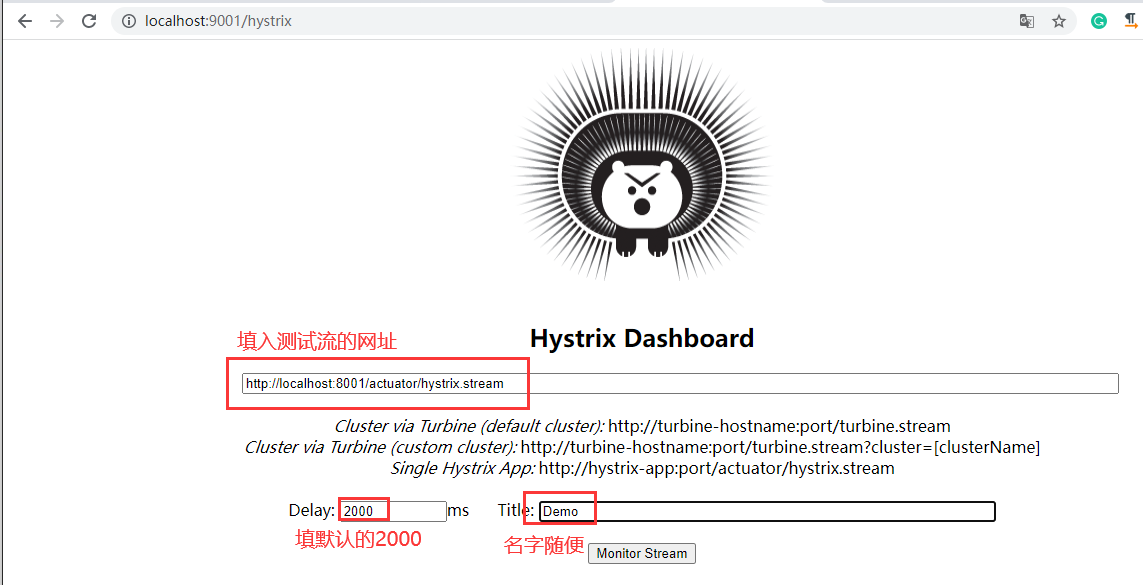 localhost:9001/hystrix
填入测试流的网址
Hystrix Dashboard
http://localhost:8001/actuator/hystrix.stream
Cluster via Turbine (default cluster): http://turbine-hostname:port/turbine.stream
Cluster via Turbine (custom cluster): http://turbine-hostname:port/turbine.stream?cluster=[clusterName]
Single Hystrix App: http://hystrix-app:port/actuator/hystrix.stream
Delay: 2000 ms Title: Demo
填默认的2000 名字随便
Monitor Stream